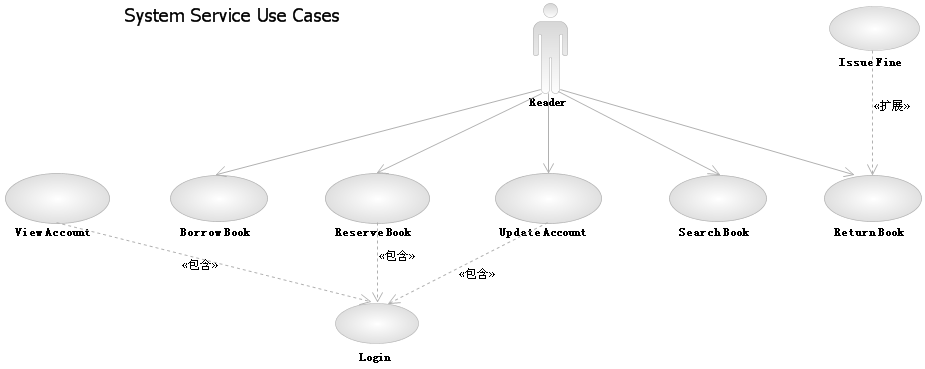 System Service Use Cases
Issue Fine
Reader
«扩展»
View Account
Borrow Book
Reserve Book
Update Account
Search Book
Return Book
«包含»
«包含»
«包含»
Login